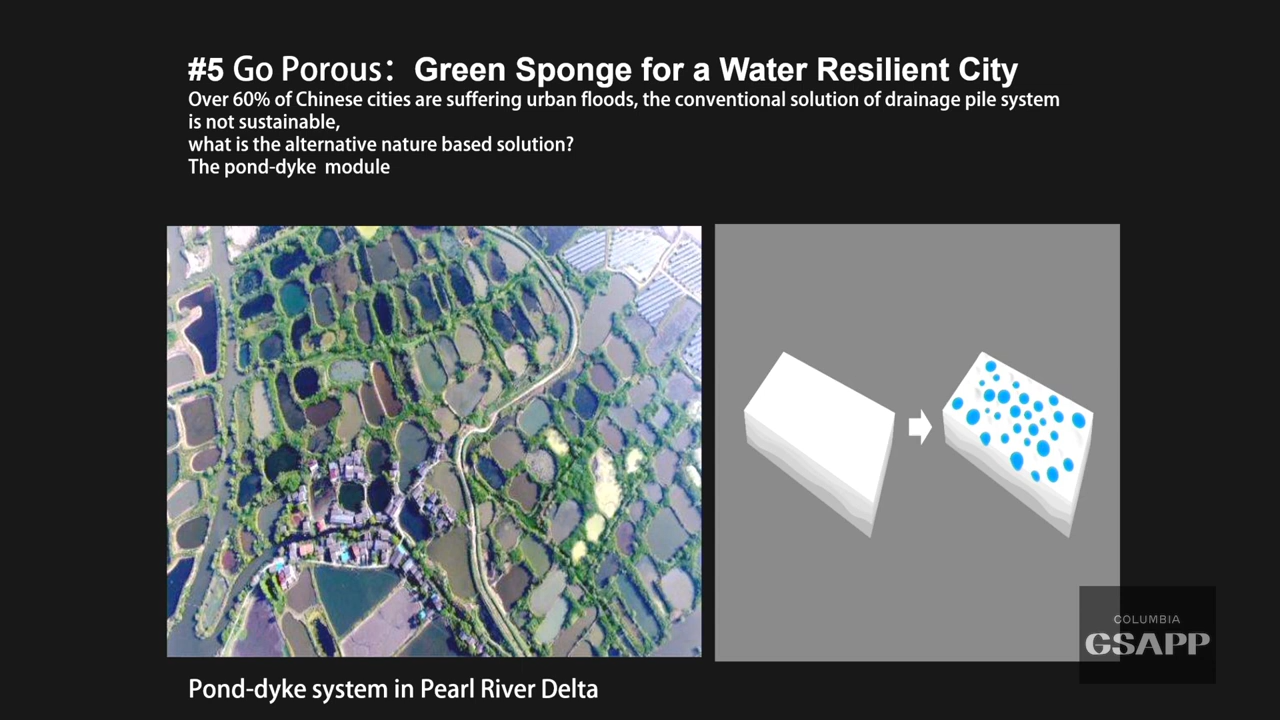 #5 Go Porous：Green Sponge for a Water Resilient City
Over 60% of Chinese cities are suffering urban floods, the conventional solution of drainage pile system
is not sustainable,
what is the alternative nature based solution?
The pond-dyke  module
Pond-dyke system in Pearl River Delta
COLUMBIA
GSAPP